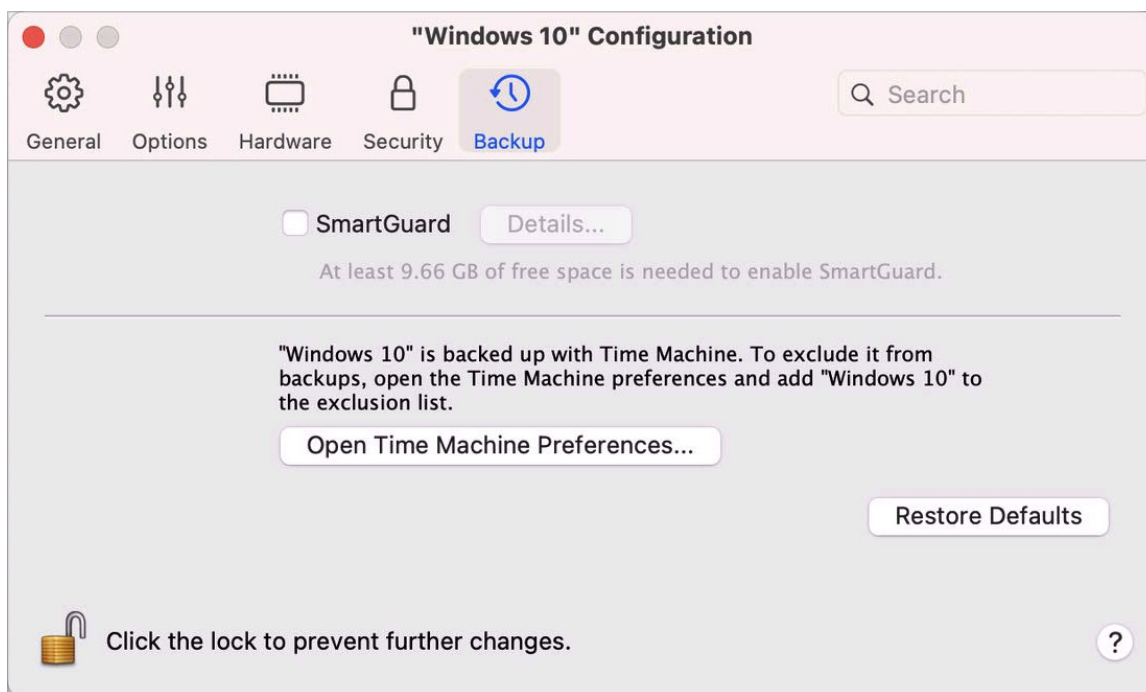 "Windows 10" Configuration
General
Options
Hardware
Security
Backup
Search
SmartGuard
Details...
At least 9.66 GB of free space is needed to enable SmartGuard.
"Windows 10" is backed up with Time Machine. To exclude it from
backups, open the Time Machine preferences and add "Windows 10" to
the exclusion list.
Open Time Machine Preferences...
Restore Defaults
Click the lock to prevent further changes.
?